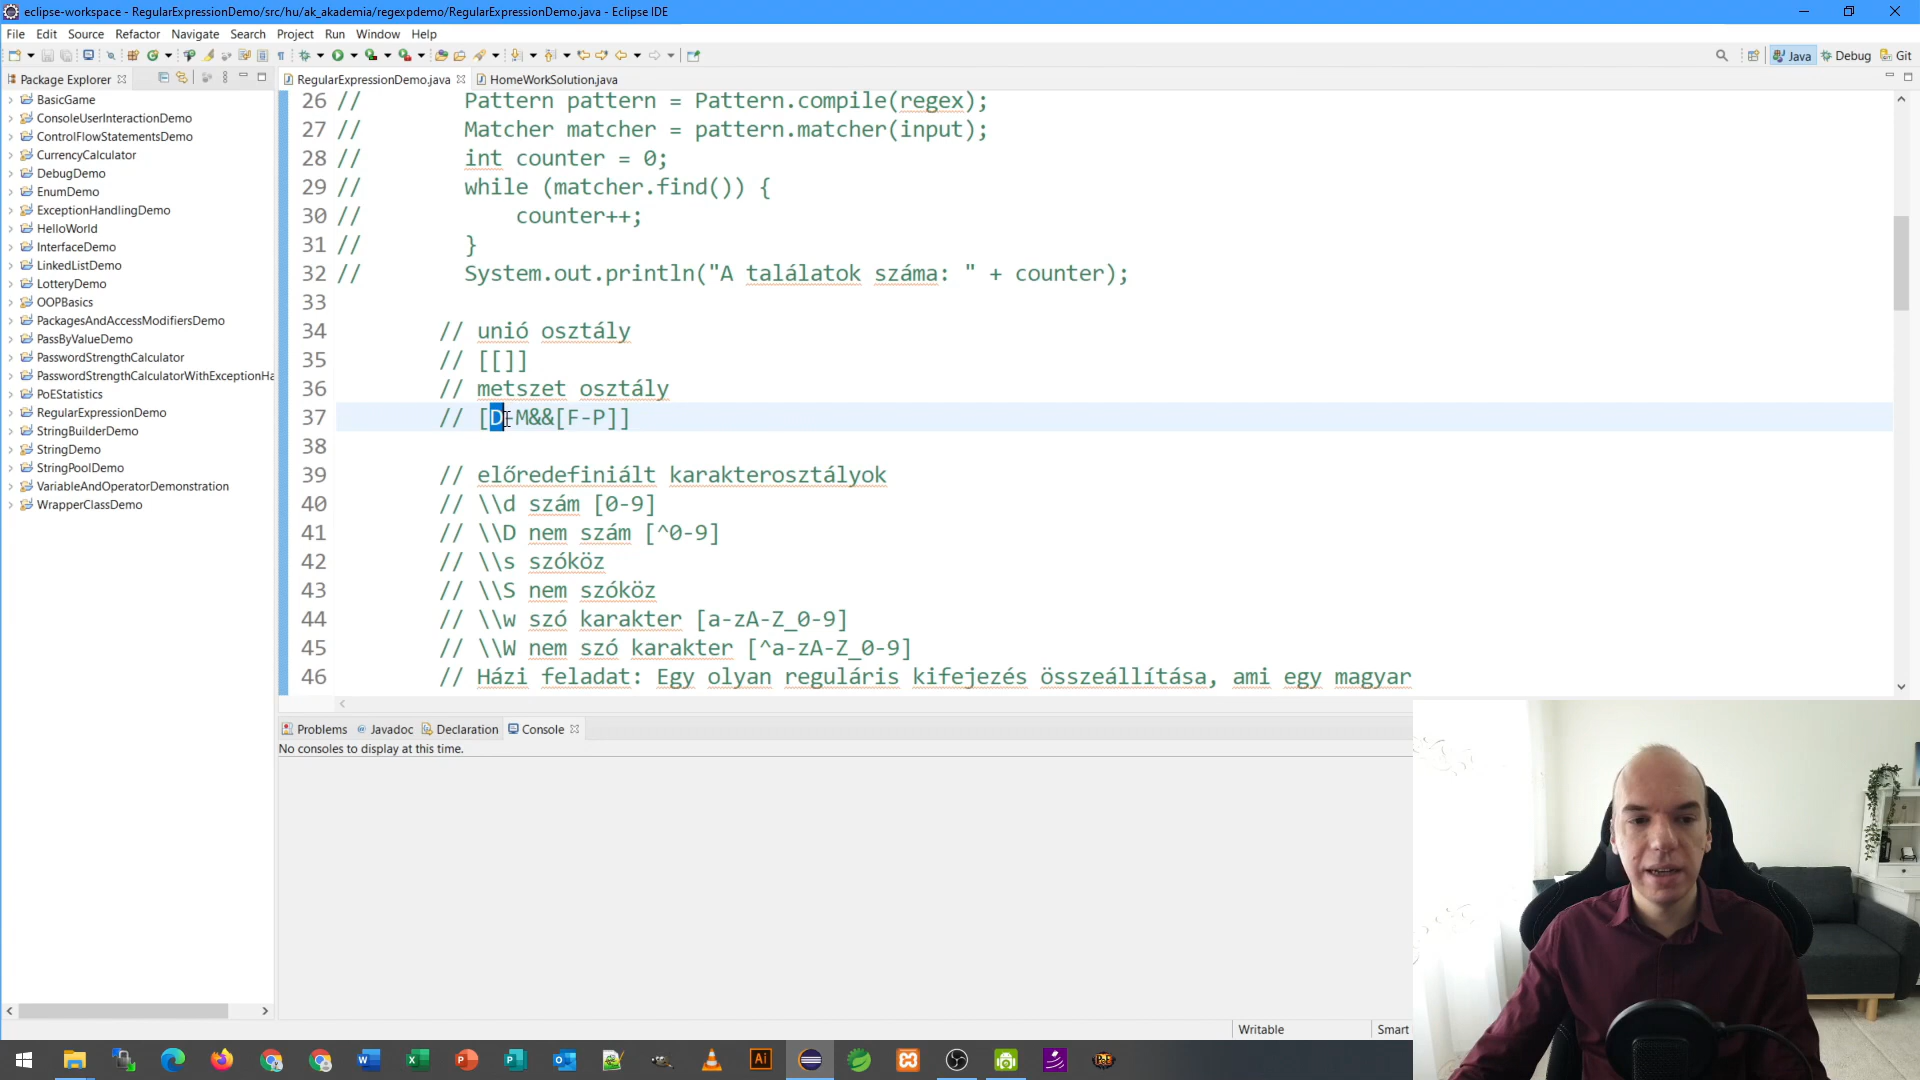 eclipse-workspace - RegularExpressionDemo/src/hu/ak_akademia/regexpdemo/RegularExpressionDemo.java - Eclipse IDE
File Edit Source Refactor Navigate Search Project Run Window Help
Java Debug Git
Package Explorer
RegularExpressionDemo.java HomeWorkSolution.java
BasicGame
ConsoleUserInteractionDemo
ControlFlowStatementsDemo
CurrencyCalculator
DebugDemo
EnumDemo
ExceptionHandlingDemo
HelloWorld
InterfaceDemo
LinkedListDemo
LotteryDemo
OOPBasics
PackagesAndAccessModifiersDemo
PassByValueDemo
PasswordStrengthCalculator
PasswordStrengthCalculatorWithExceptionHa
PoEStatistics
RegularExpressionDemo
StringBuilderDemo
StringDemo
StringPoolDemo
VariableAndOperatorDemonstration
WrapperClassDemo
26 // Pattern pattern = Pattern.compile(regex);
27 // Matcher matcher = pattern.matcher(input);
28 // int counter = 0;
29 // while (matcher.find()) {
30 // counter++;
31 // }
32 // System.out.println("A találatok száma: " + counter);
33
34 // unió osztály
35 // [[]]
36 // metszet osztály
37 // [D-M&&[F-P]]
38
39 // előredefiniált karakterosztályok
40 // \\d szám [0-9]
41 // \\D nem szám [^0-9]
42 // \\s szóköz
43 // \\S nem szóköz
44 // \\w szó karakter [a-zA-Z_0-9]
45 // \\W nem szó karakter [^a-zA-Z_0-9]
46 // Házi feladat: Egy olyan reguláris kifejezés összeállítása, ami egy magyar
Problems Javadoc Declaration Console
No consoles to display at this time.
Writable Smart